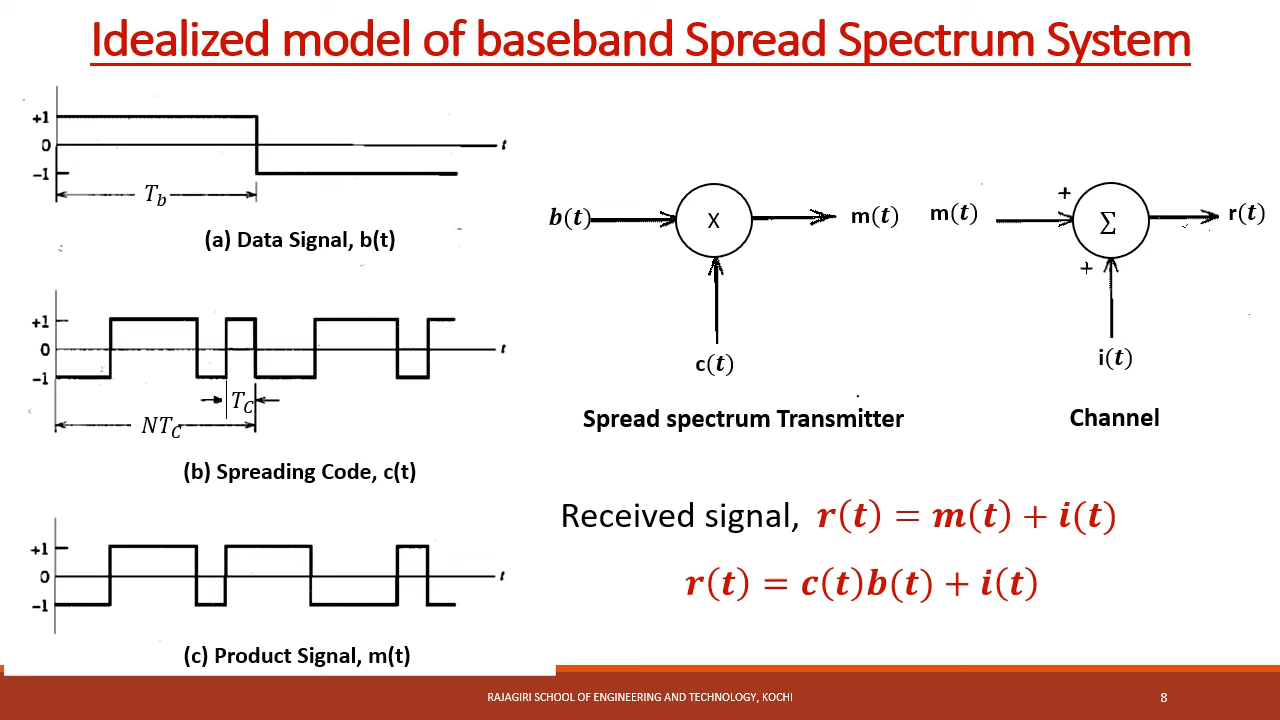 Idealized model of baseband Spread Spectrum System
+1
0
−1
t
T_b
(a) Data Signal, b(t)
+1
0
−1
t
T_C
NT_C
(b) Spreading Code, c(t)
+1
0
−1
t
(c) Product Signal, m(t)
b(t)
X
m(t)
c(t)
Spread spectrum Transmitter
m(t)
+
Σ
r(t)
+
i(t)
Channel
Received signal, r(t) = m(t) + i(t)
r(t) = c(t)b(t) + i(t)
RAJAGIRI SCHOOL OF ENGINEERING AND TECHNOLOGY, KOCHI
8